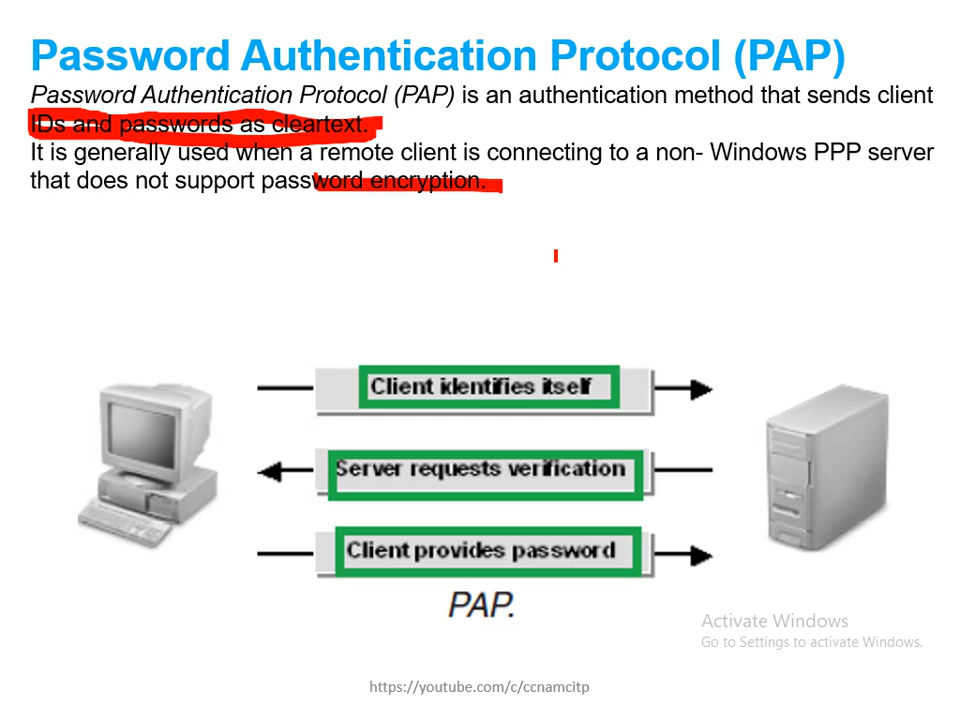 Password Authentication Protocol (PAP)
Password Authentication Protocol (PAP) is an authentication method that sends client
IDs and passwords as cleartext.
It is generally used when a remote client is connecting to a non- Windows PPP server
that does not support password encryption.
Client identifies itself
Server requests verification
Client provides password
PAP.
Activate Windows
Go to Settings to activate Windows.
https://youtube.com/c/ccnamcitp